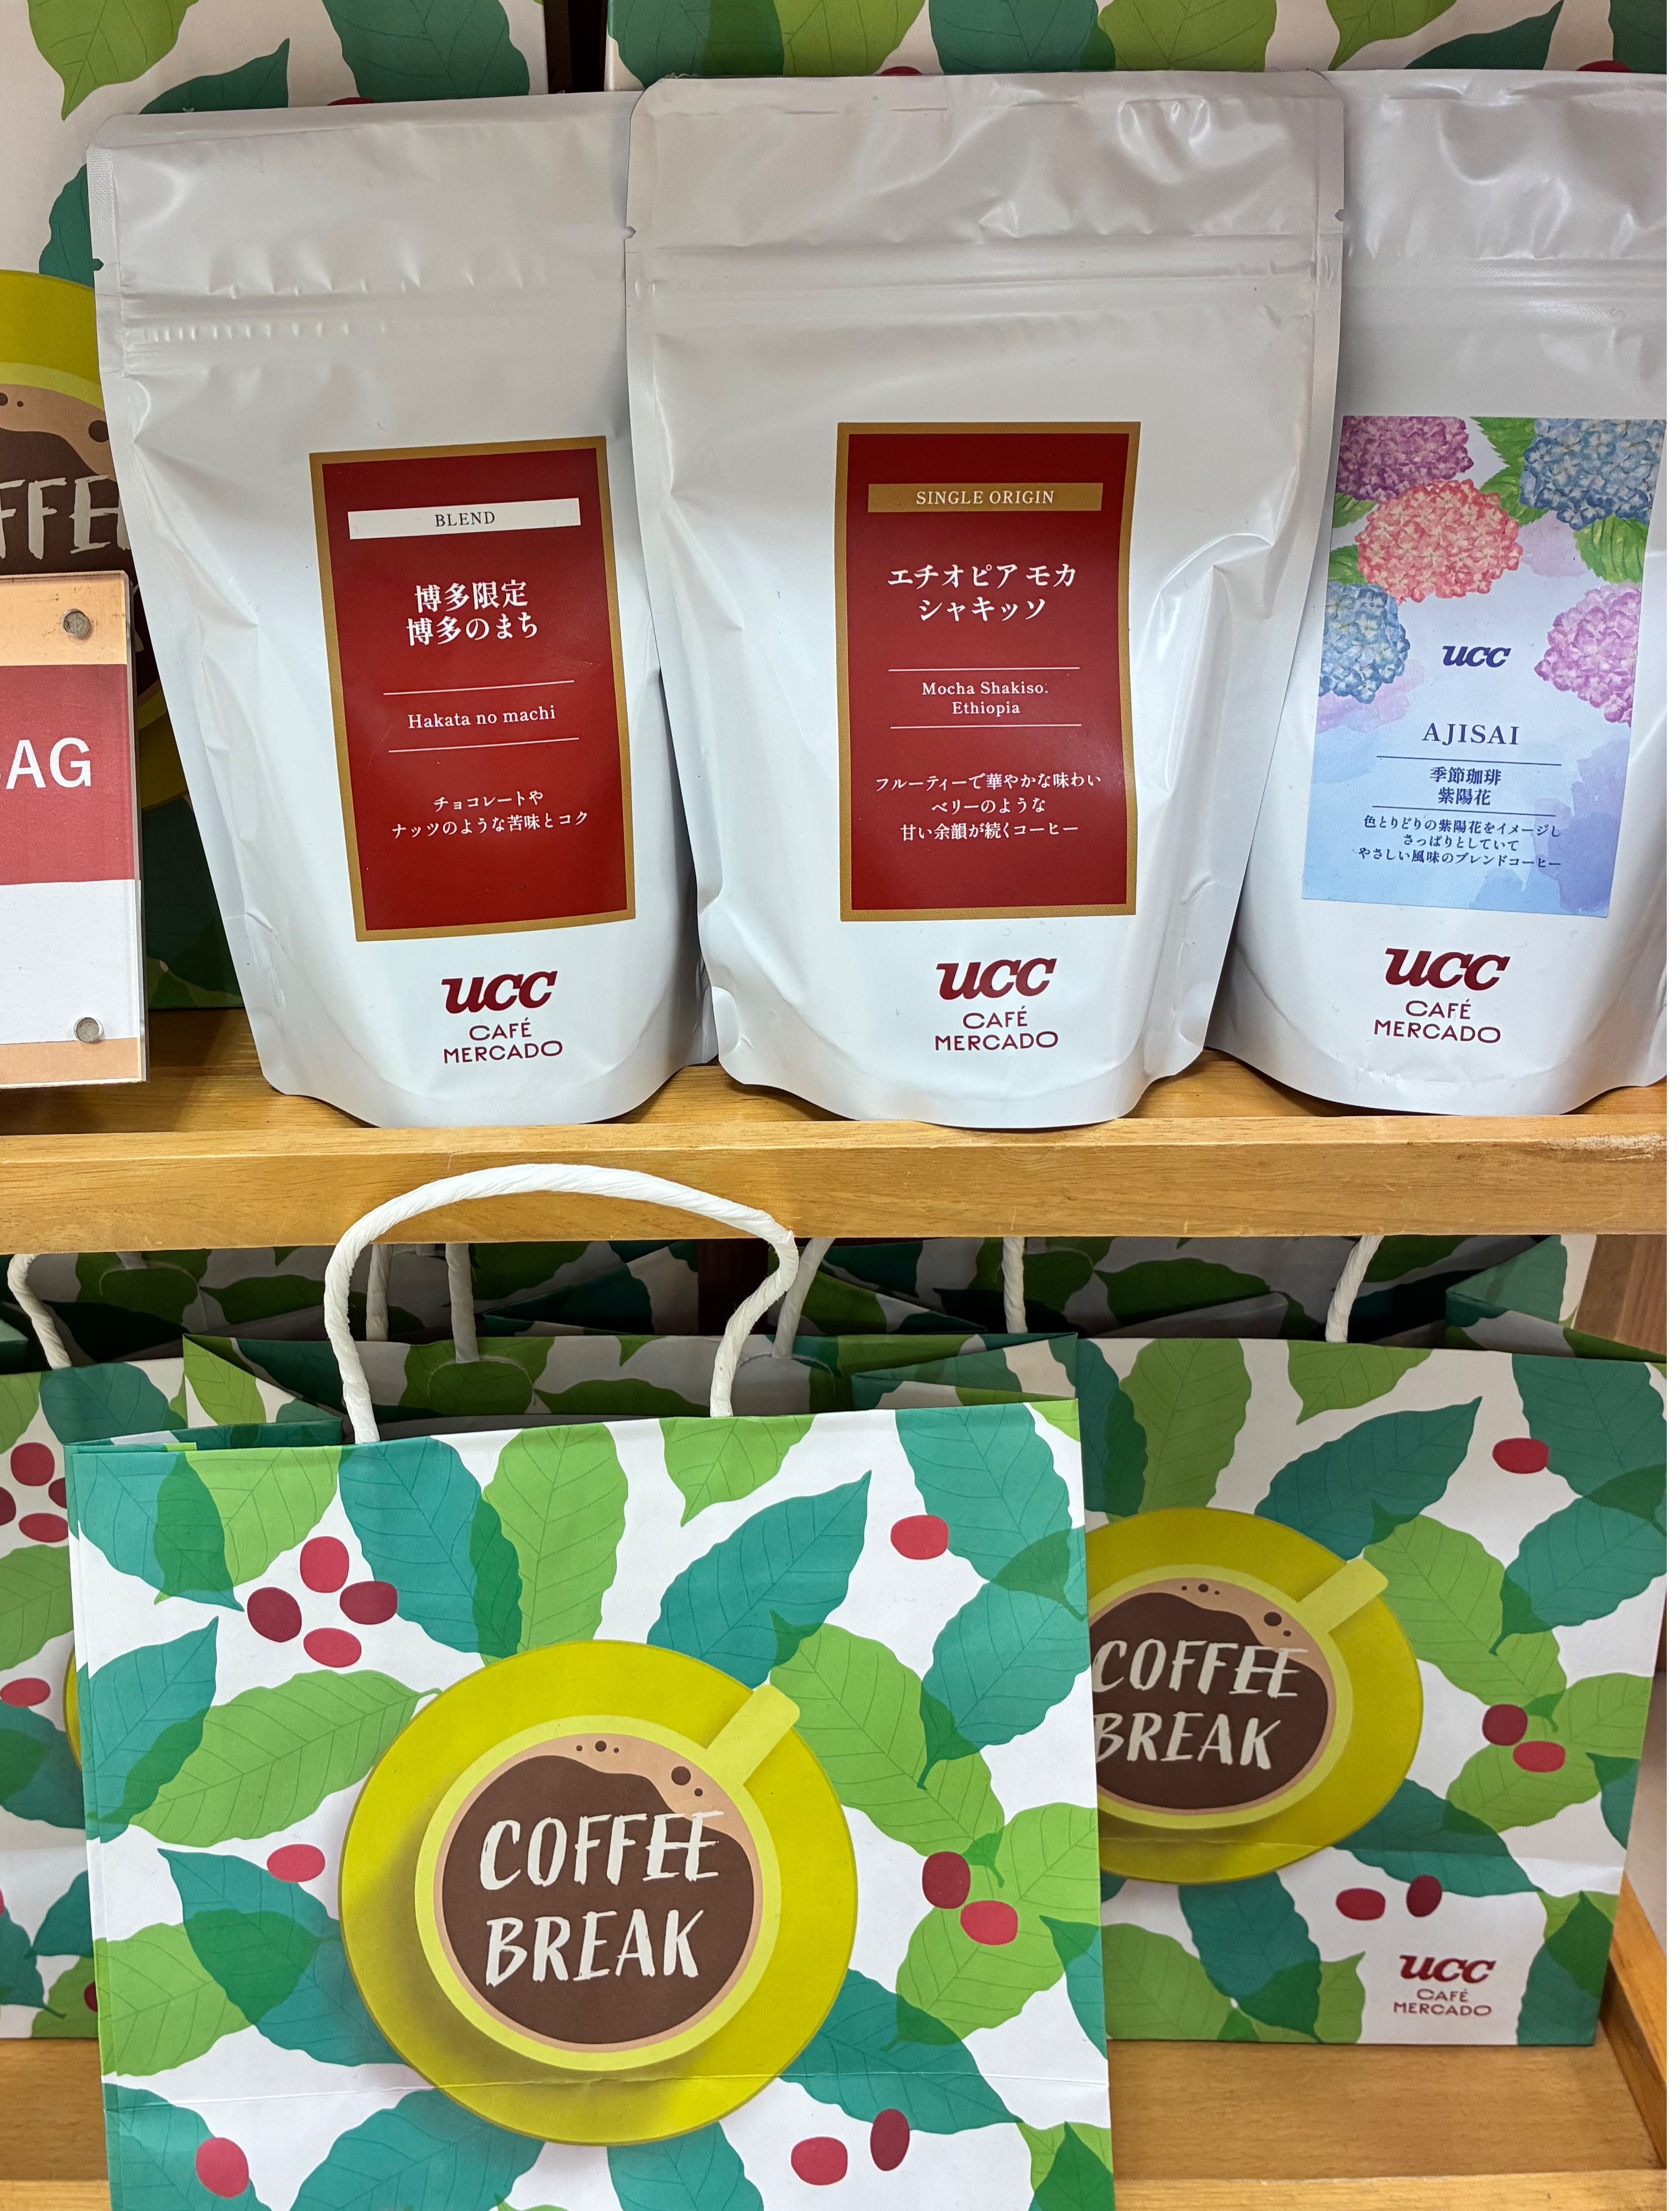 BLEND
博多限定
博多のまち
Hakata no machi
チョコレートや
ナッツのような苦味とコク
ucc
CAFÉ
MERCADO
SINGLE ORIGIN
エチオピア モカ
シャキッソ
Mocha Shakiso.
Ethiopia
フルーティーで華やかな味わい
ベリーのような
甘い余韻が続くコーヒー
ucc
CAFÉ
MERCADO
ucc
AJISAI
季節珈琲
紫陽花
色とりどりの紫陽花をイメージし
さっぱりとしていて
やさしい風味のブレンドコーヒー
ucc
CAFÉ
MERCADO
COFFEE
BREAK
COFFEE
BREAK
ucc
CAFÉ
MERCADO